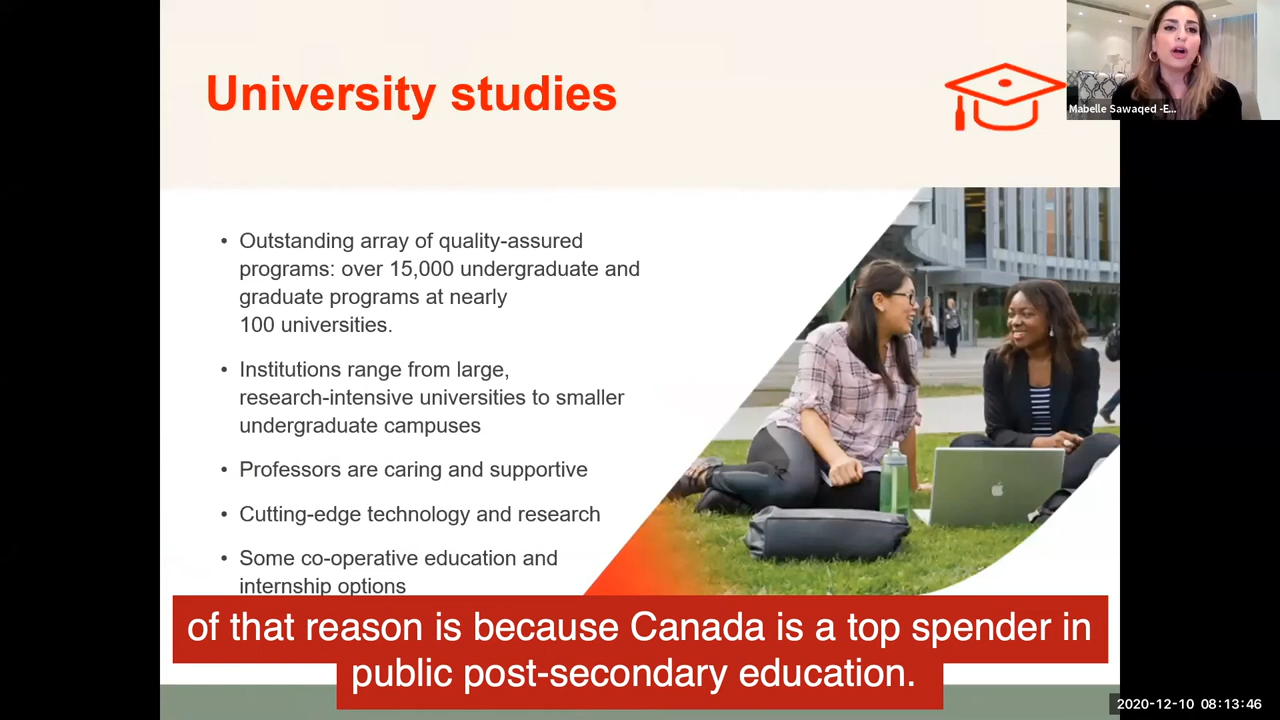 University studies
Mabelle Sawaqed -E...
• Outstanding array of quality-assured
programs: over 15,000 undergraduate and
graduate programs at nearly
100 universities.
• Institutions range from large,
research-intensive universities to smaller
undergraduate campuses
• Professors are caring and supportive
• Cutting-edge technology and research
• Some co-operative education and
internship options
of that reason is because Canada is a top spender in
public post-secondary education.
2020-12-10 08:13:46